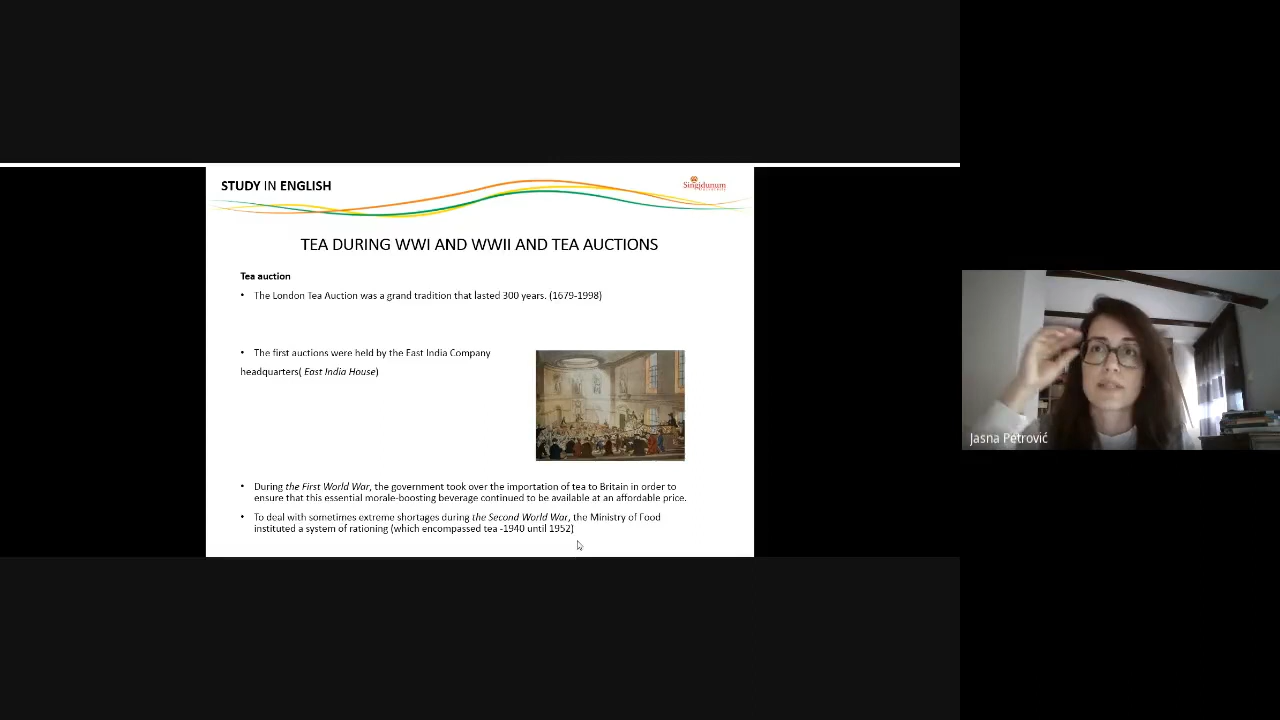 STUDY IN ENGLISH
Singidunum
TEA DURING WWI AND WWII AND TEA AUCTIONS
Tea auction
• The London Tea Auction was a grand tradition that lasted 300 years. (1679-1998)
• The first auctions were held by the East India Company
headquarters( East India House)
• During the First World War, the government took over the importation of tea to Britain in order to
ensure that this essential morale-boosting beverage continued to be available at an affordable price.
• To deal with sometimes extreme shortages during the Second World War, the Ministry of Food
instituted a system of rationing (which encompassed tea -1940 until 1952)
Jasna Petrović